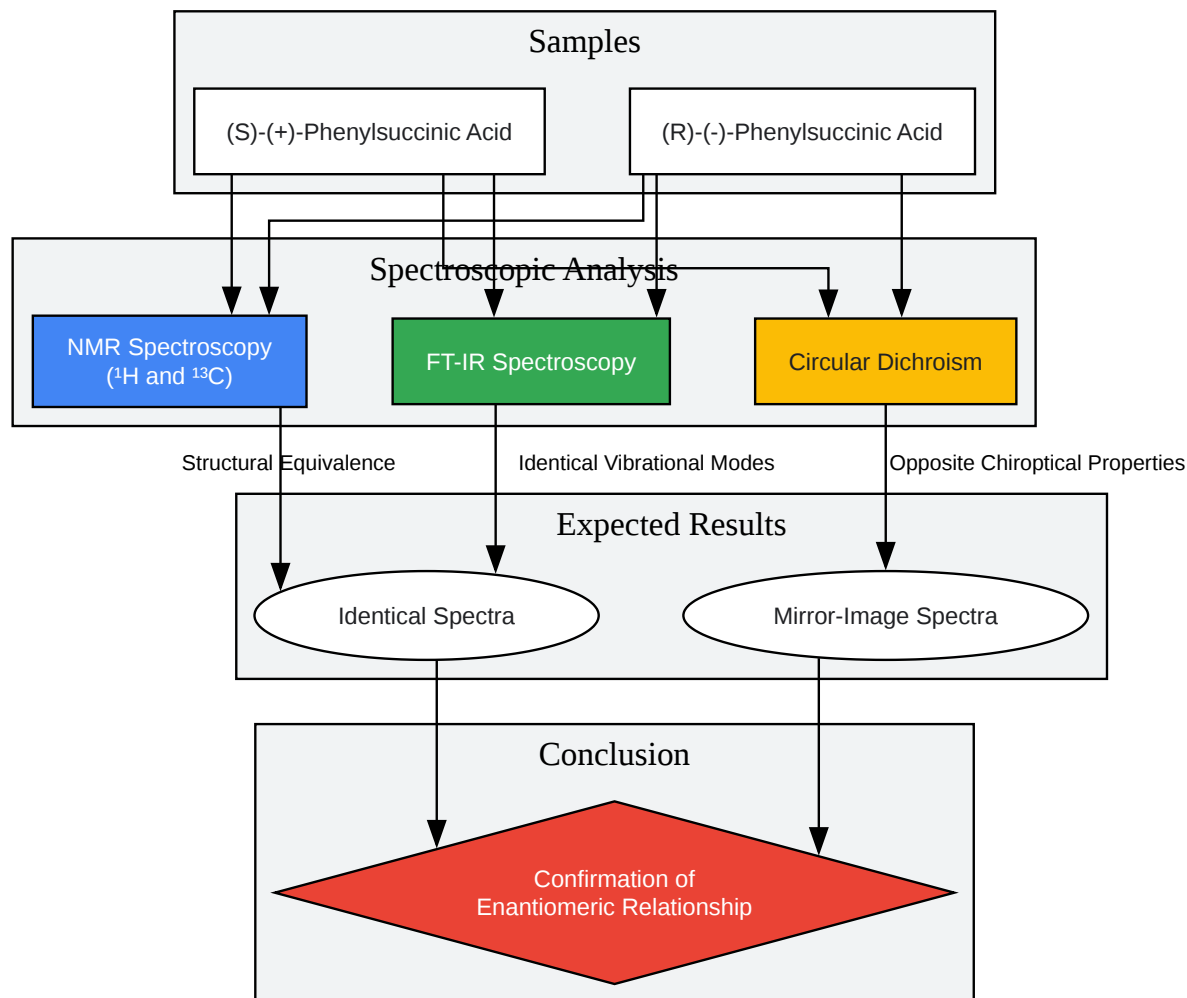 Samples
(S)-(+)-Phenylsuccinic Acid
(R)-(-)-Phenylsuccinic Acid
Spectroscopic Analysis
NMR Spectroscopy
(¹H and ¹³C)
FT-IR Spectroscopy
Circular Dichroism
Structural Equivalence
Identical Vibrational Modes
Opposite Chiroptical Properties
Expected Results
Identical Spectra
Mirror-Image Spectra
Conclusion
Confirmation of
Enantiomeric Relationship